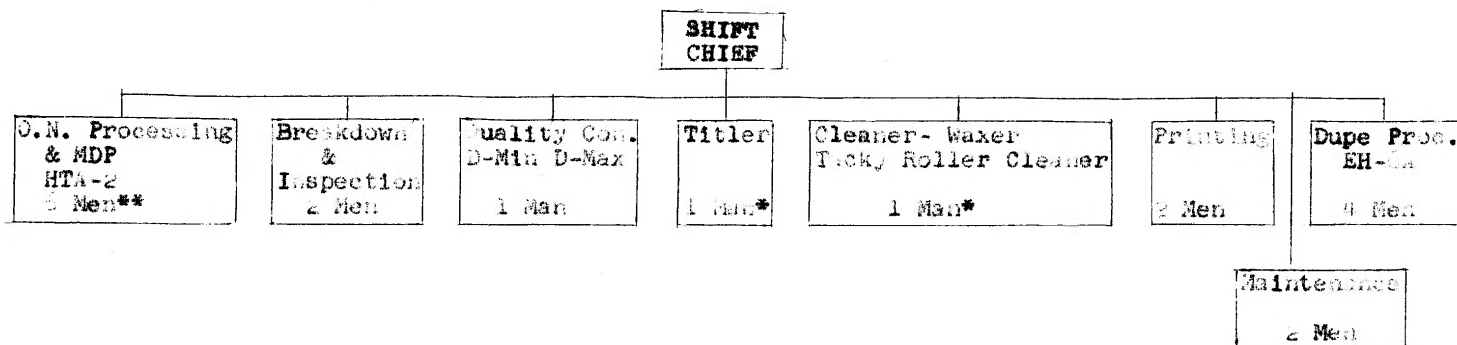 SHIFT
CHIEF
O.N. Processing
& MDP
HTA-2
Men**
Breakdown
&
Inspection
2 Men
Quality Con.
D-Min D-Max
1 Man
Titler
1 Man*
Cleaner- Waxer
Tacky Roller Cleaner
1 Man*
Printing
Men
Dupe Proc.
4 Men
Maintenance
2 Men